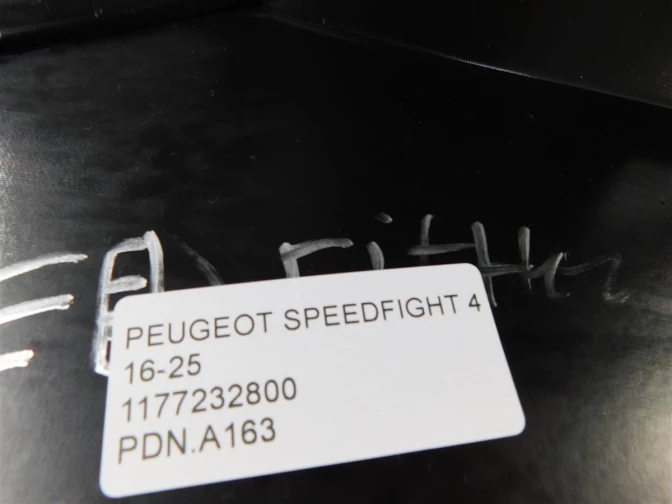 PEUGEOT SPEEDFIGHT 4
16-25
1177232800
PDN.A163